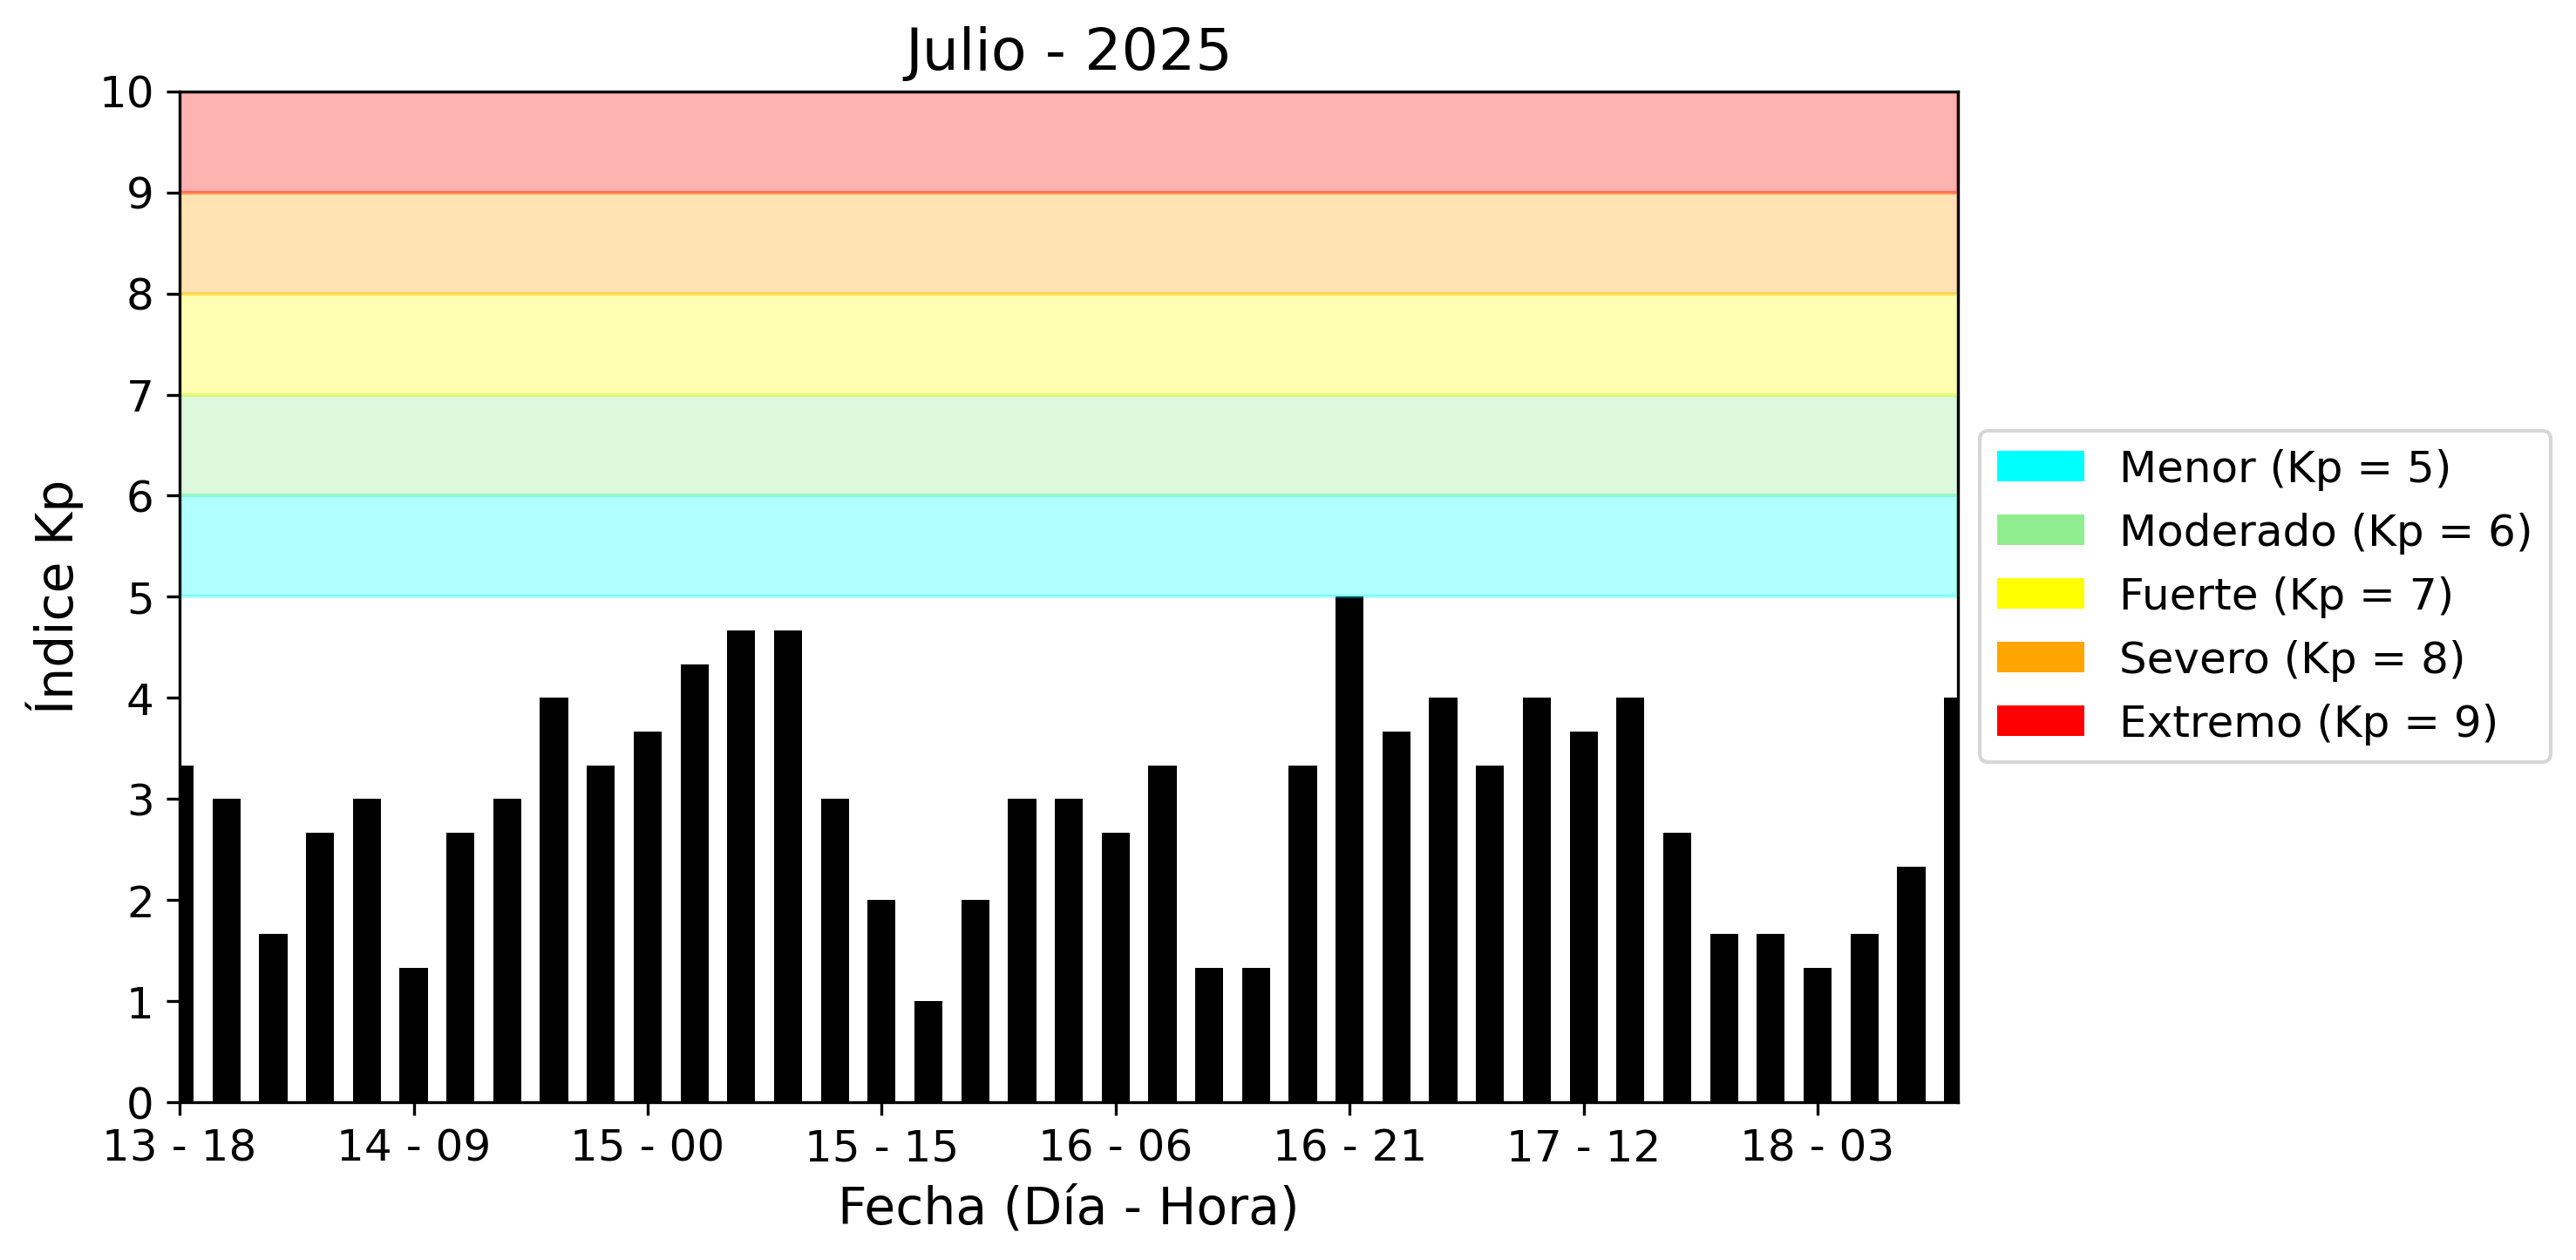 Julio - 2025
10
9
8
7
6
5
4
3
2
1
0
Índice Kp
13 - 18
14 - 09
15 - 00
15 - 15
16 - 06
16 - 21
17 - 12
18 - 03
Fecha (Día - Hora)
Menor (Kp = 5)
Moderado (Kp = 6)
Fuerte (Kp = 7)
Severo (Kp = 8)
Extremo (Kp = 9)